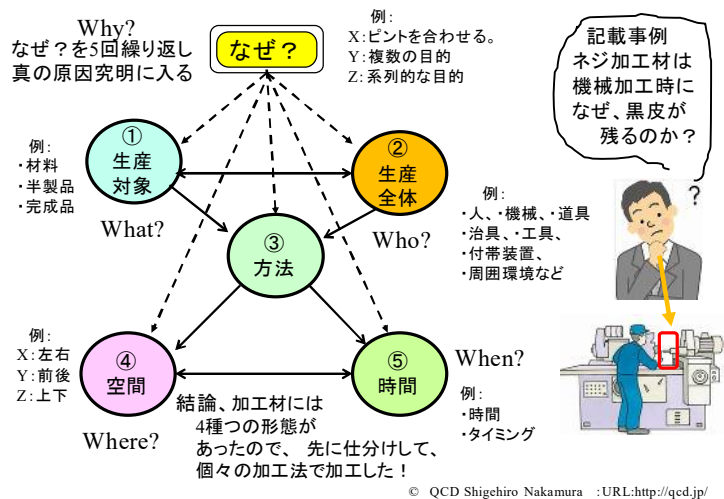 Why?
なぜ？を5回繰り返し
真の原因究明に入る
なぜ？
例：
X：ピントを合わせる。
Y：複数の目的
Z：系列的な目的
記載事例
ネジ加工材は
機械加工時に
なぜ、黒皮が
残るのか？
?
①
生産
対象
例：
・材料
・半製品
・完成品
What?
②
生産
全体
Who?
例：
・人、・機械、・道具
・治具、・工具、
・付帯装置、
・周囲環境など
③
方法
④
空間
例：
X：左右
Y：前後
Z：上下
Where?
⑤
時間
When?
例：
・時間
・タイミング
結論、加工材には
4種つの形態が
あったので、 先に仕分けして、
個々の加工法で加工した！
© QCD Shigehiro Nakamura ：URL:http://qcd.jp/